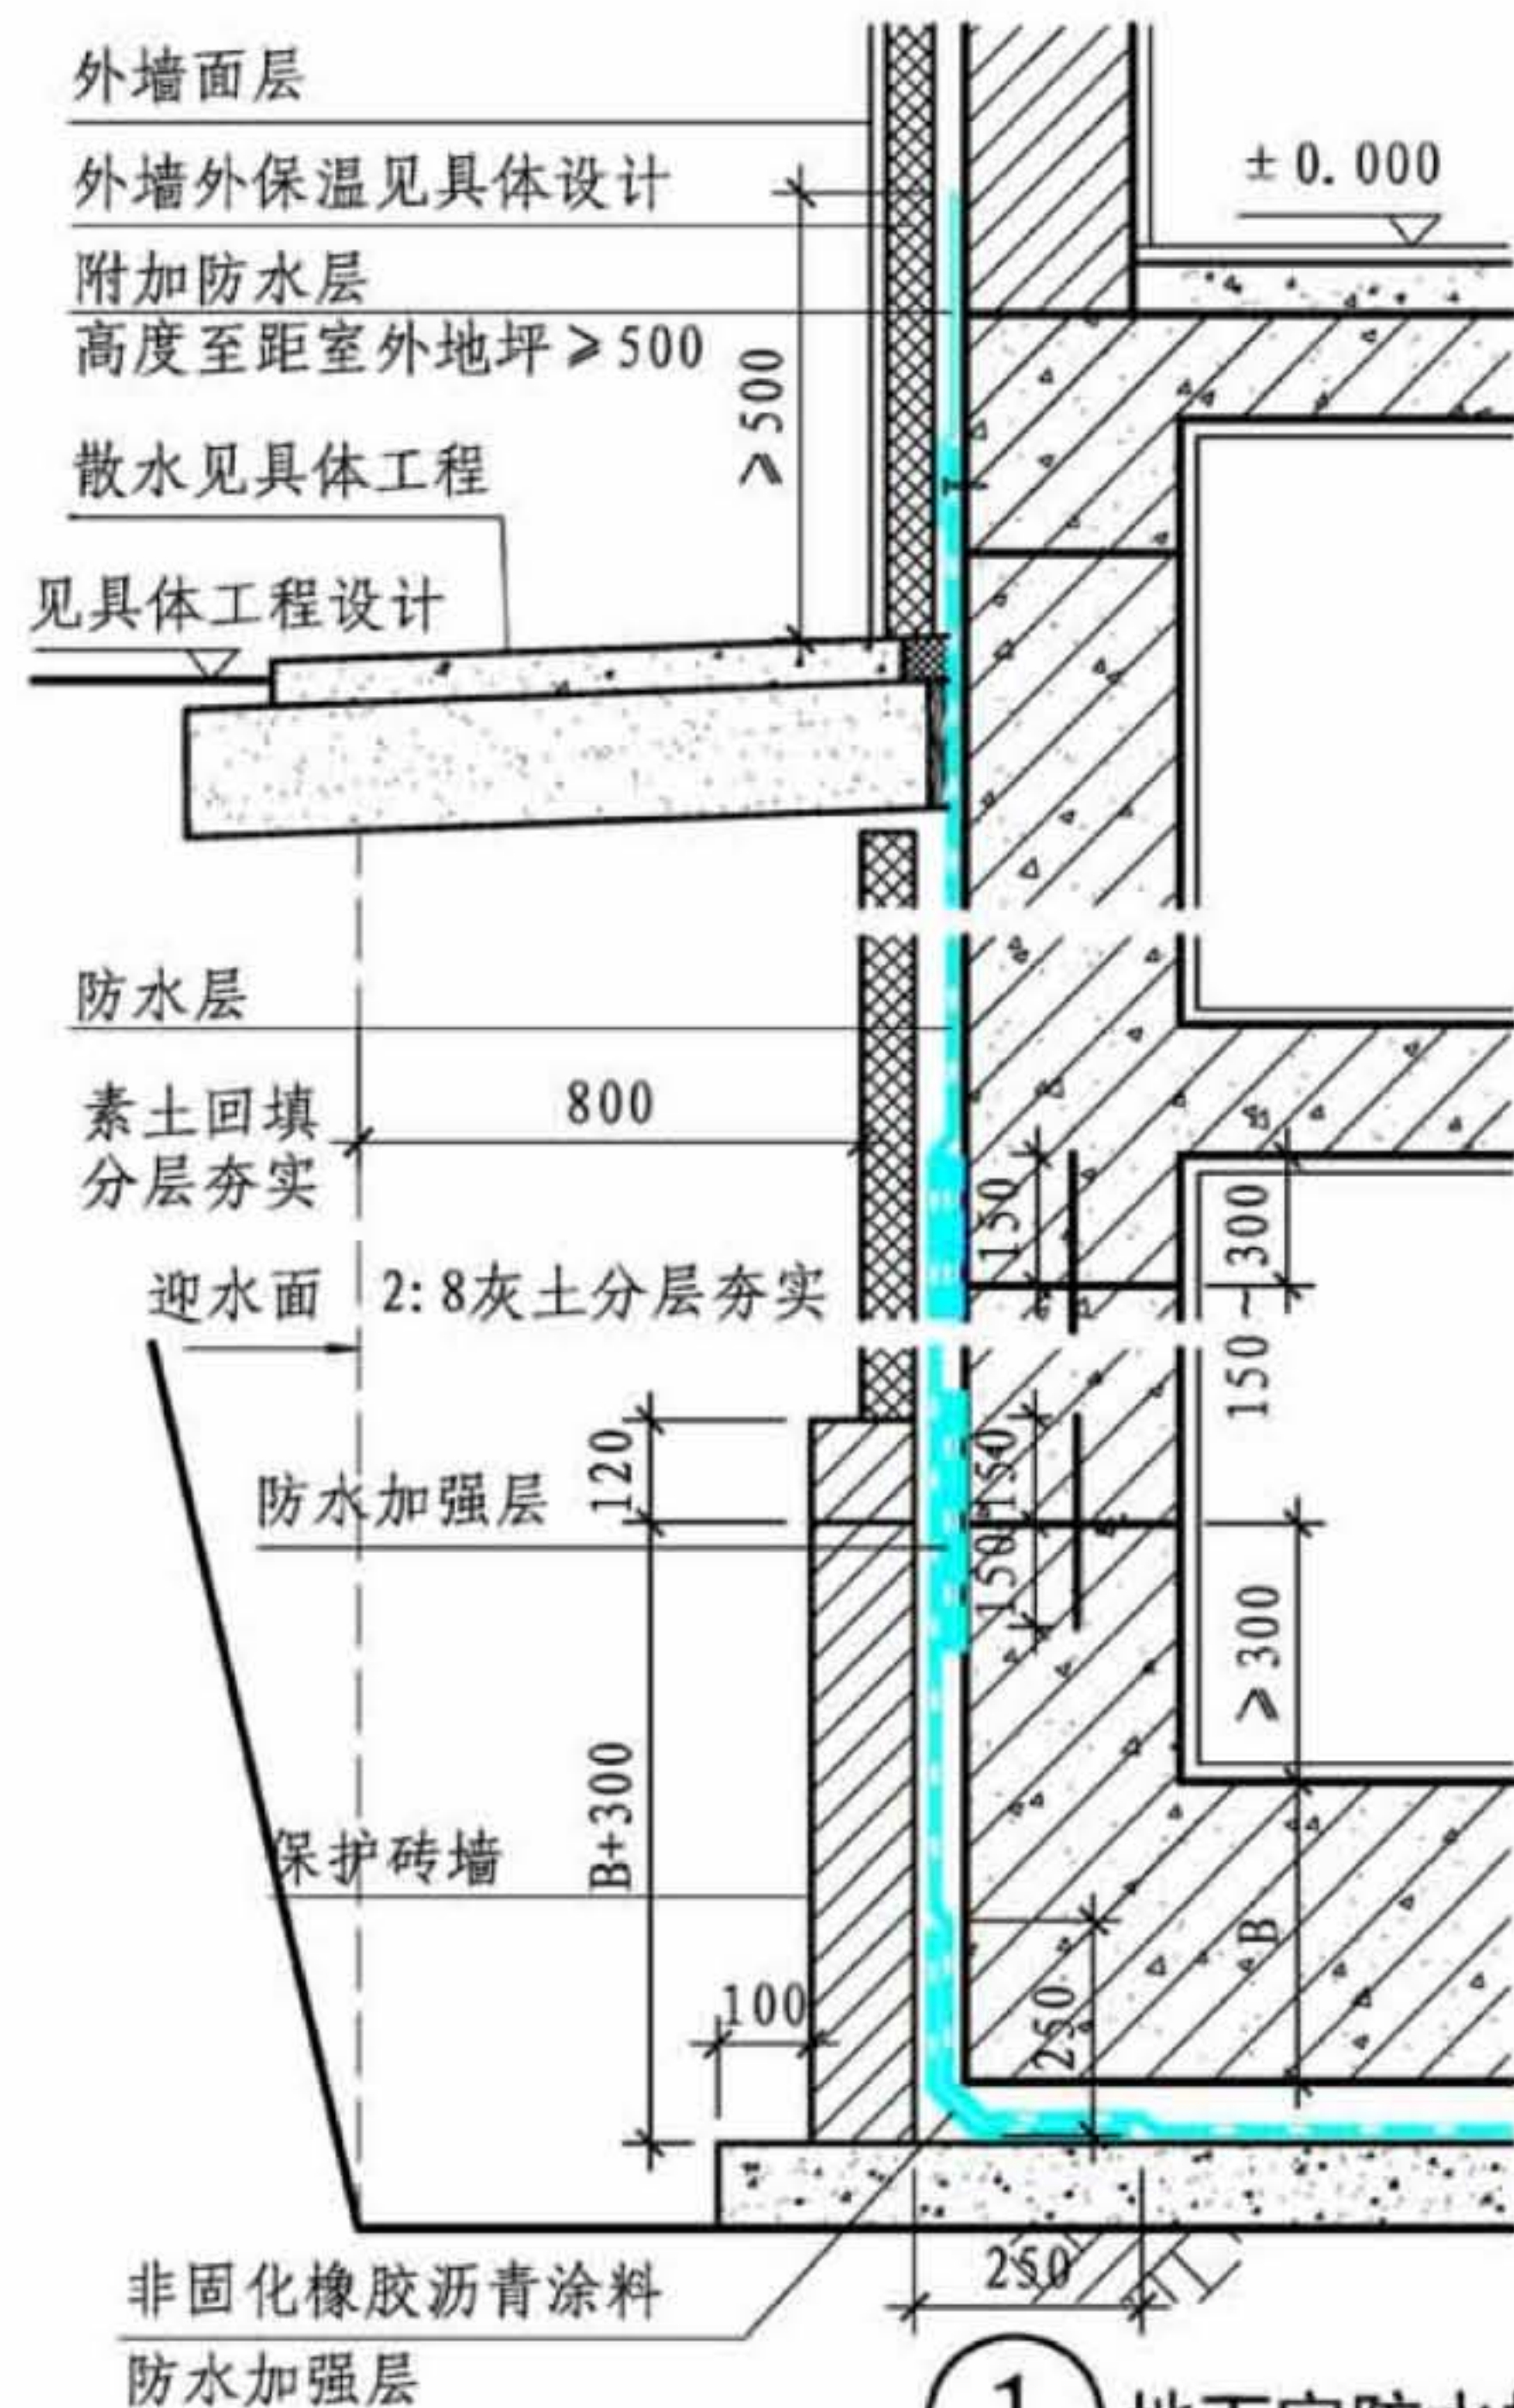 外墙面层
外墙外保温见具体设计
± 0.000
附加防水层
高度至距室外地坪≥500
≥500
散水见具体工程
见具体工程设计
防水层
素土回填
分层夯实
800
150
150~300
迎水面
2:8灰土分层夯实
120
防水加强层
150
150
≥300
B+300
保护砖墙
B
100
250
250
非固化橡胶沥青涂料
防水加强层
1